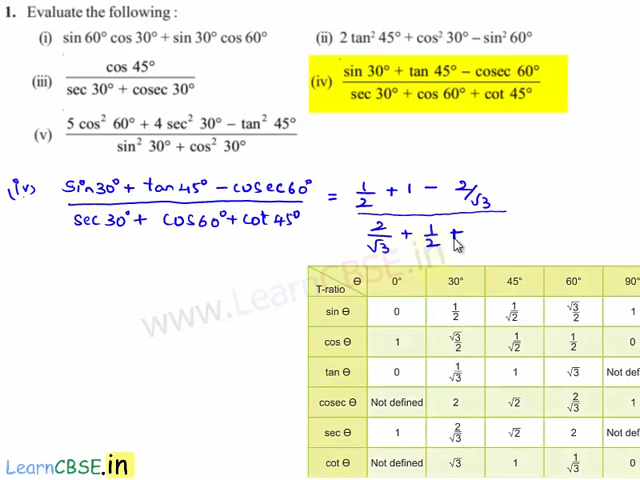 1. Evaluate the following :
(i) sin 60° cos 30° + sin 30° cos 60°
(ii) 2 tan² 45° + cos² 30° – sin² 60°
(iii) cos 45° / sec 30° + cosec 30°
(iv) sin 30° + tan 45° – cosec 60° / sec 30° + cos 60° + cot 45°
(v) 5 cos² 60° + 4 sec² 30° – tan² 45° / sin² 30° + cos² 30°
(iv) sin30° + tan45° – cosec60° / sec30° + cos60° + cot45° = 1/2 + 1 – 2/√3 / 2/√3 + 1/2 +
www.LearnCBSE.in
T-ratio θ 0° 30° 45° 60° 90°
sin θ 0 1/2 1/√2 √3/2 1
cos θ 1 √3/2 1/√2 1/2 0
tan θ 0 1/√3 1 √3 Not def
cosec θ Not defined 2 √2 2/√3 1
sec θ 1 2/√3 √2 2 Not def
cot θ Not defined √3 1 1/√3 0
LearnCBSE.in